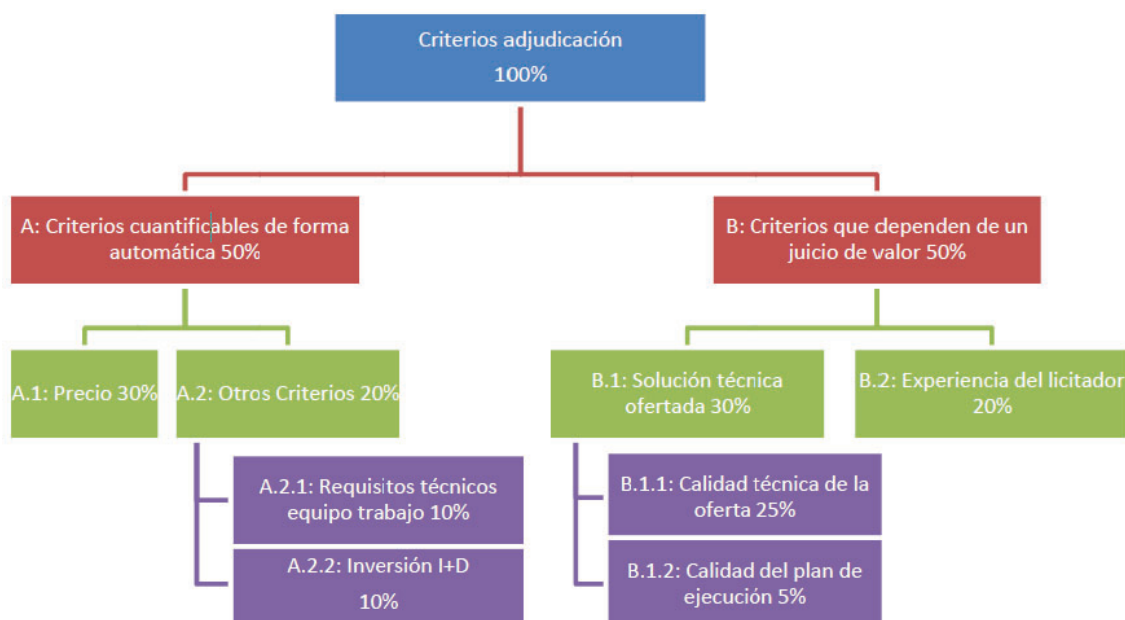 Criterios adjudicación
100%
A: Criterios cuantificables de forma
automática 50%
B: Criterios que dependen de un
juicio de valor 50%
A.1: Precio 30%
A.2: Otros Criterios 20%
B.1: Solución técnica
ofertada 30%
B.2: Experiencia del licitador
20%
A.2.1: Requisitos técnicos
equipo trabajo 10%
A.2.2: Inversión I+D
10%
B.1.1: Calidad técnica de la
oferta 25%
B.1.2: Calidad del plan de
ejecución 5%